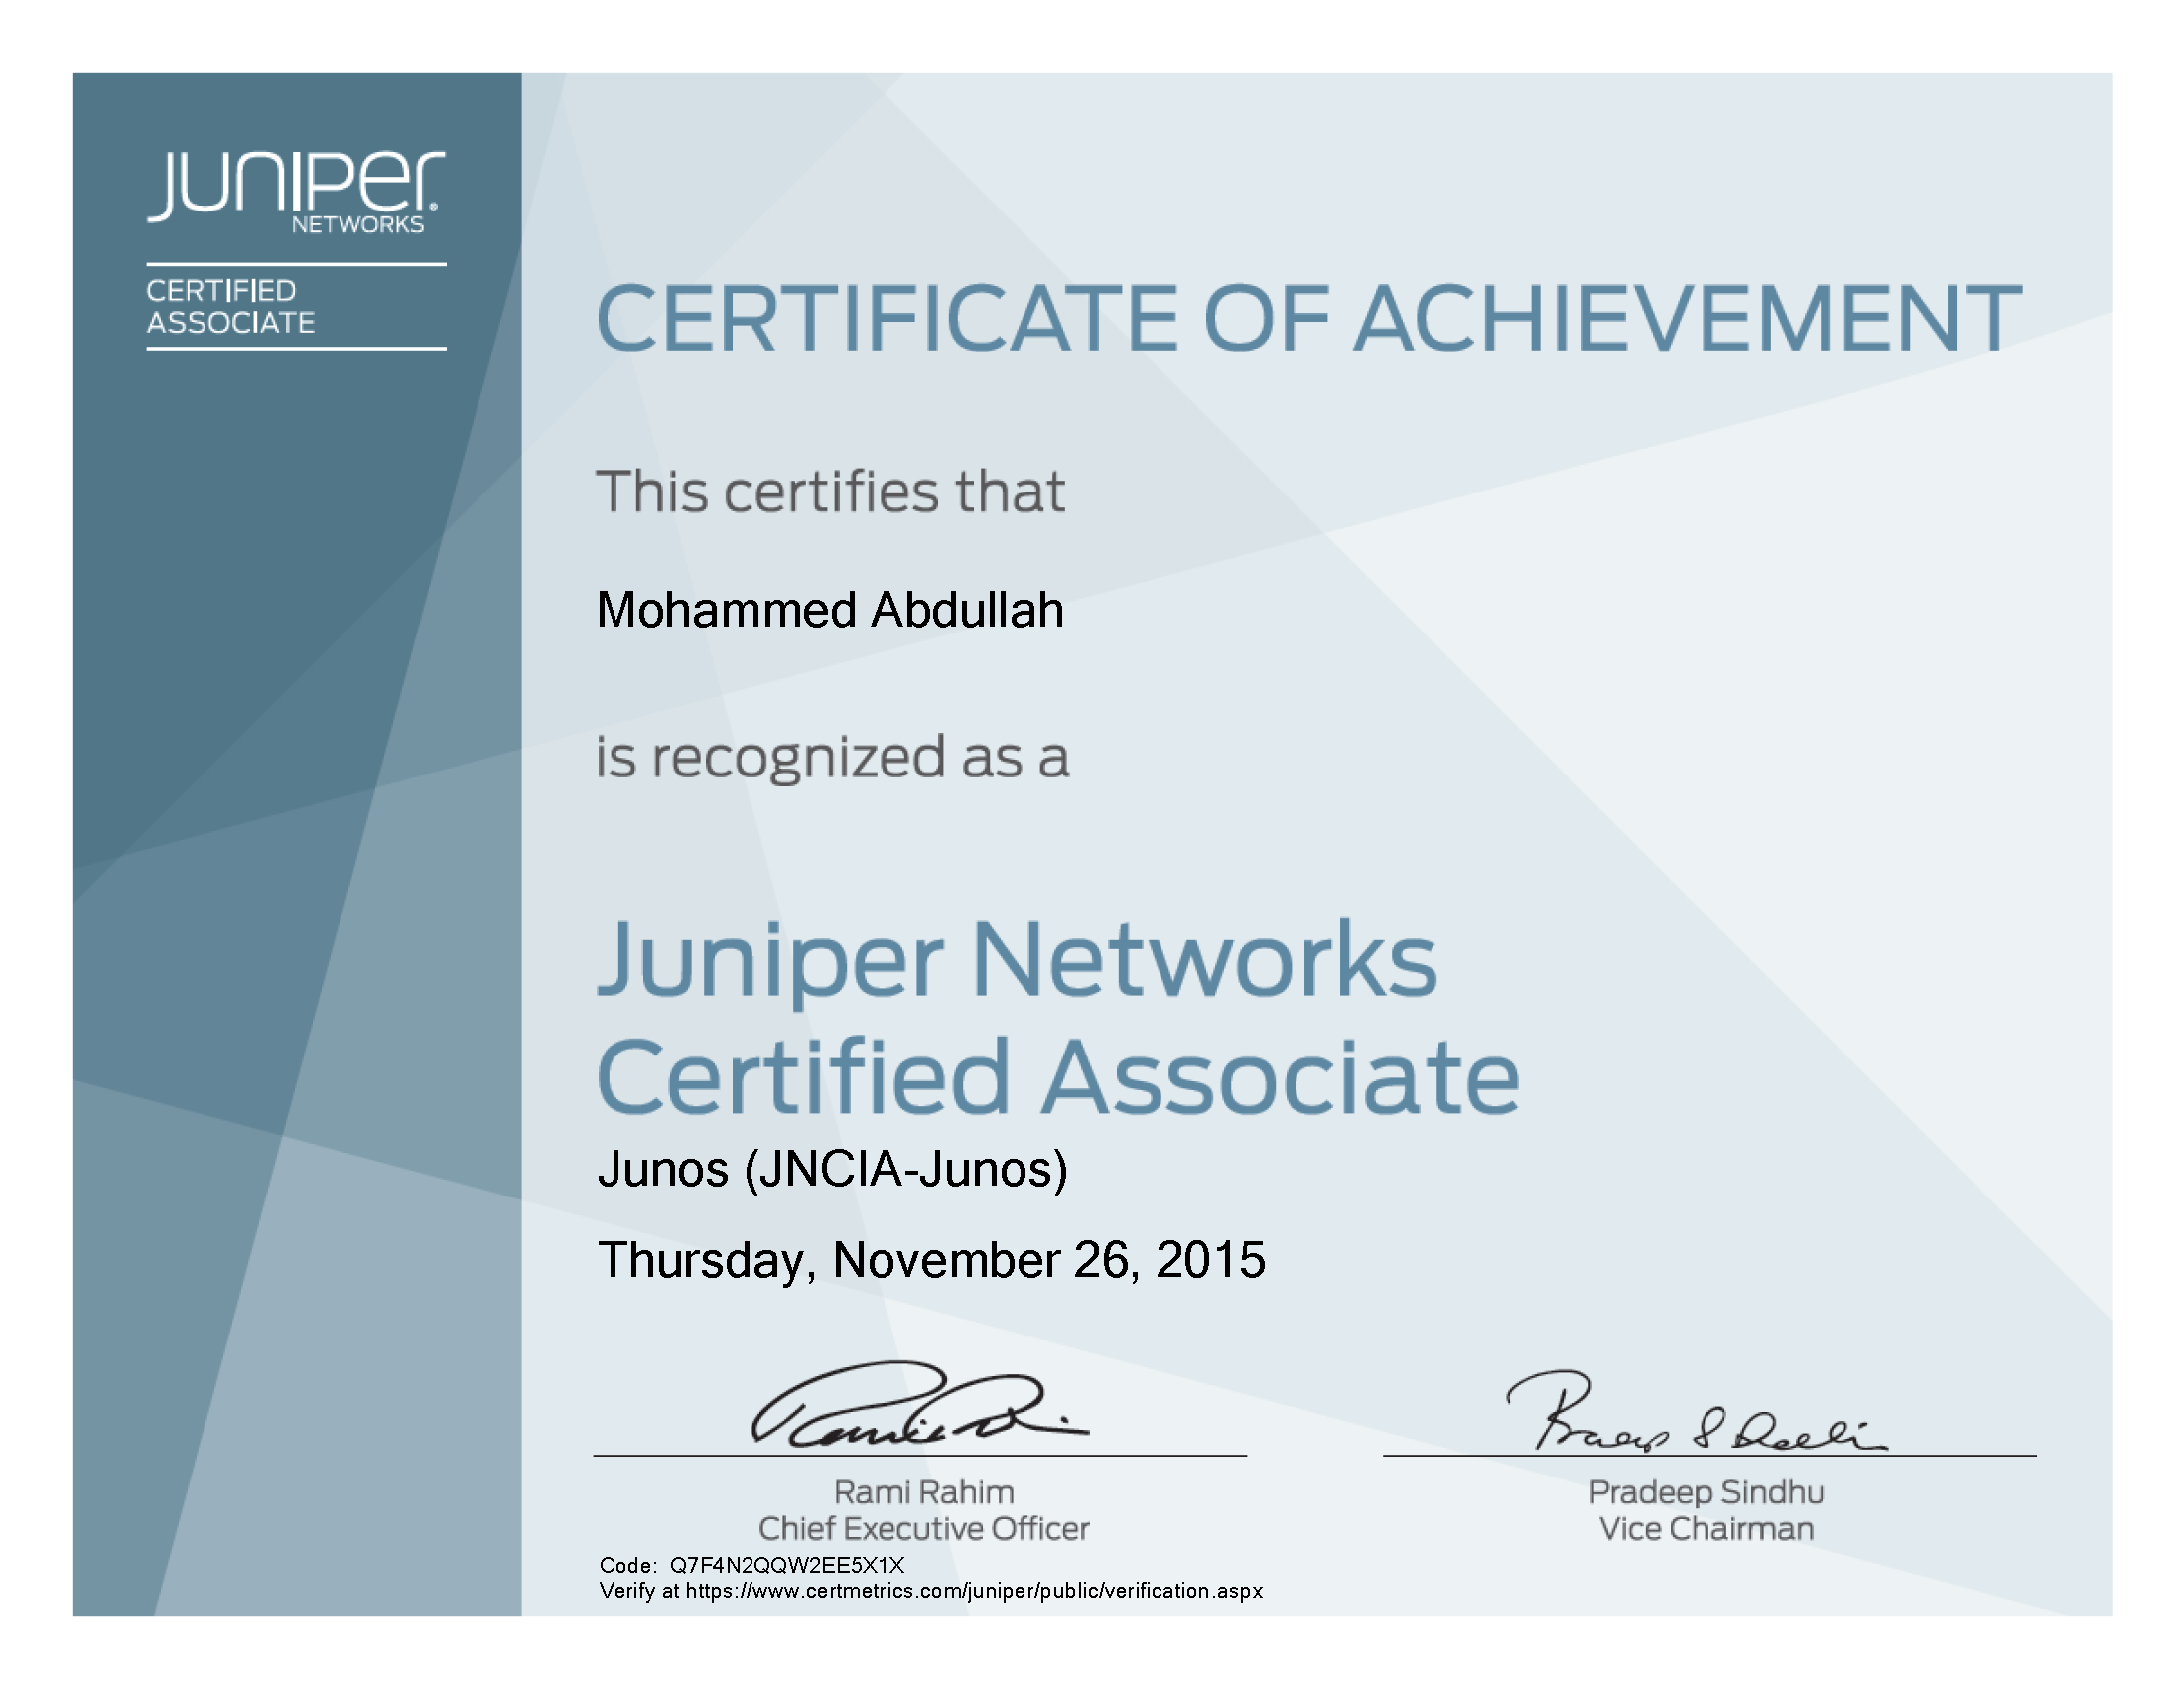 Juniper
NETWORKS
CERTIFIED
ASSOCIATE
CERTIFICATE OF ACHIEVEMENT
This certifies that
Mohammed Abdullah
is recognized as a
Juniper Networks
Certified Associate
Junos (JNCIA-Junos)
Thursday, November 26, 2015
Rami Rahim
Chief Executive Officer
Pradeep Sindhu
Vice Chairman
Code: Q7F4N2QQW2EE5X1X
Verify at https://www.certmetrics.com/juniper/public/verification.aspx